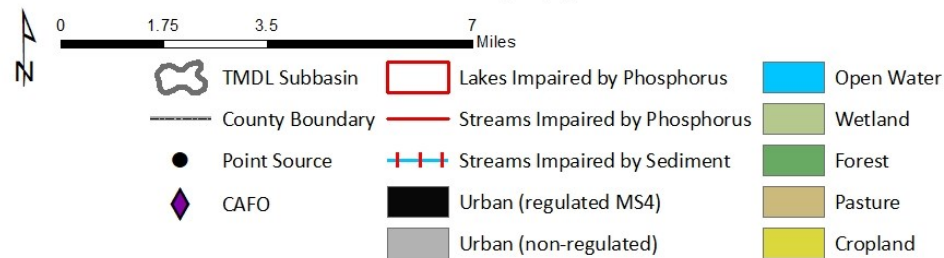 0 1.75 3.5 7
Miles
N
TMDL Subbasin Lakes Impaired by Phosphorus Open Water
County Boundary Streams Impaired by Phosphorus Wetland
Point Source Streams Impaired by Sediment Forest
CAFO Urban (regulated MS4) Pasture
Urban (non-regulated) Cropland